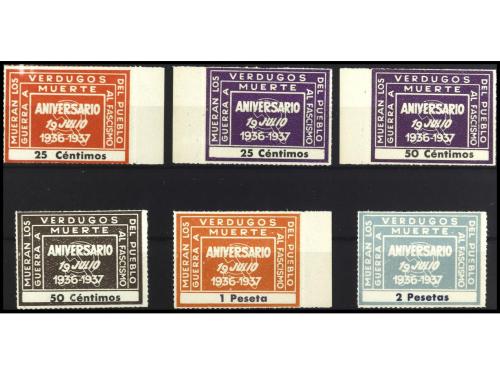 MUERAN LOS VERDUGOS DEL PUEBLO
GUERRA A MUERTE AL FASCISMO
ANIVERSARIO
19 JULIO
1936-1937
25 Céntimos
MUERAN LOS VERDUGOS DEL PUEBLO
GUERRA A MUERTE AL FASCISMO
ANIVERSARIO
19 JULIO
1936-1937
25 Céntimos
MUERAN LOS VERDUGOS DEL PUEBLO
GUERRA A MUERTE AL FASCISMO
ANIVERSARIO
19 JULIO
1936-1937
50 Céntimos
MUERAN LOS VERDUGOS DEL PUEBLO
GUERRA A MUERTE AL FASCISMO
ANIVERSARIO
19 JULIO
1936-1937
50 Céntimos
MUERAN LOS VERDUGOS DEL PUEBLO
GUERRA A MUERTE AL FASCISMO
ANIVERSARIO
19 JULIO
1936-1937
1 Peseta
MUERAN LOS VERDUGOS DEL PUEBLO
GUERRA A MUERTE AL FASCISMO
ANIVERSARIO
19 JULIO
1936-1937
2 Pesetas